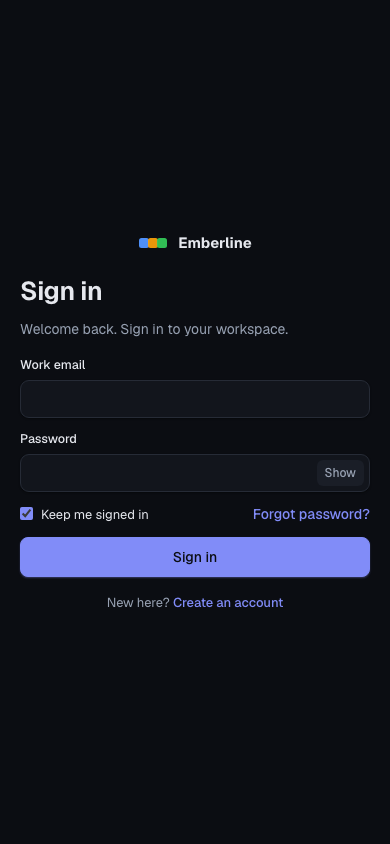 Emberline
Sign in
Welcome back. Sign in to your workspace.
Work email
Password
Show
Keep me signed in
Forgot password?
Sign in
New here? Create an account